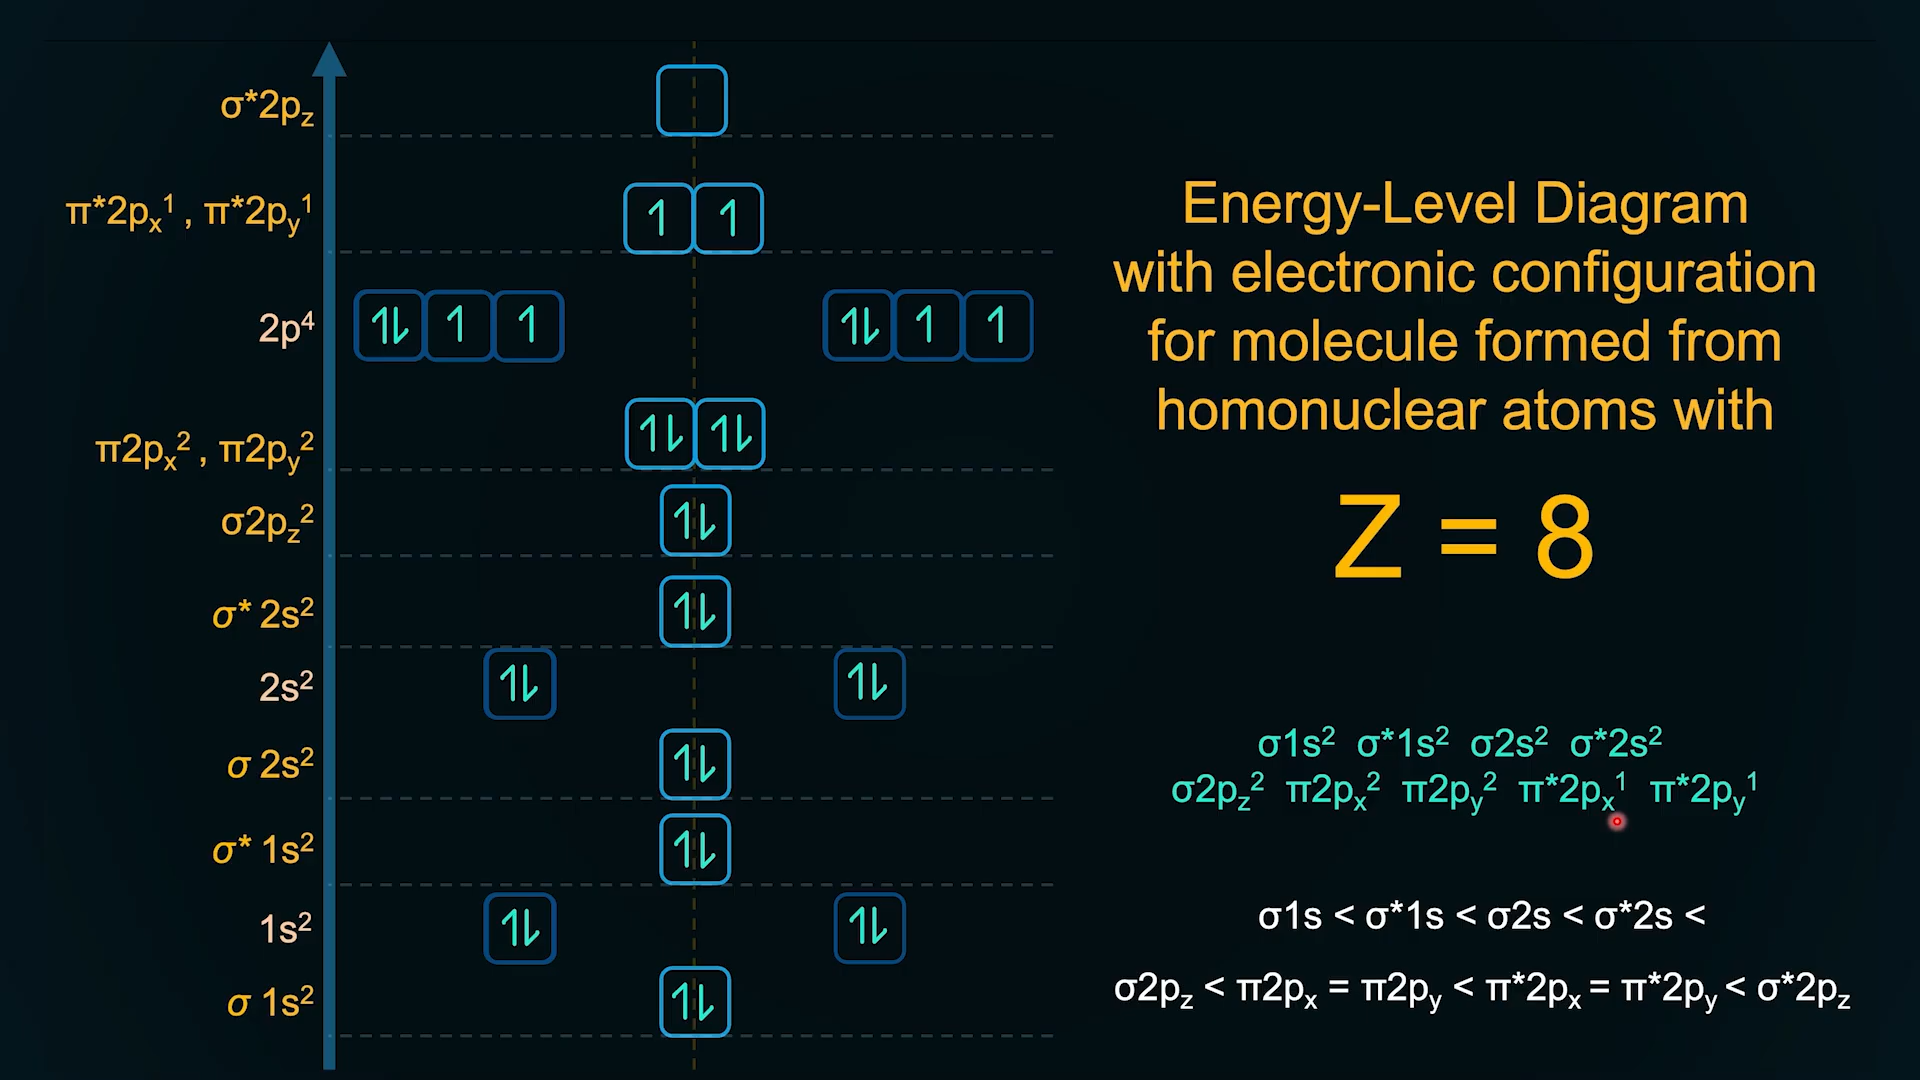 σ*2pz
π*2px¹ , π*2py¹
2p⁴
π2px² , π2py²
σ2pz²
σ* 2s²
2s²
σ 2s²
σ* 1s²
1s²
σ 1s²
Energy-Level Diagram
with electronic configuration
for molecule formed from
homonuclear atoms with
Z = 8
σ1s² σ*1s² σ2s² σ*2s²
σ2pz² π2px² π2py² π*2px¹ π*2py¹
σ1s < σ*1s < σ2s < σ*2s <
σ2pz < π2px = π2py < π*2px = π*2py < σ*2pz